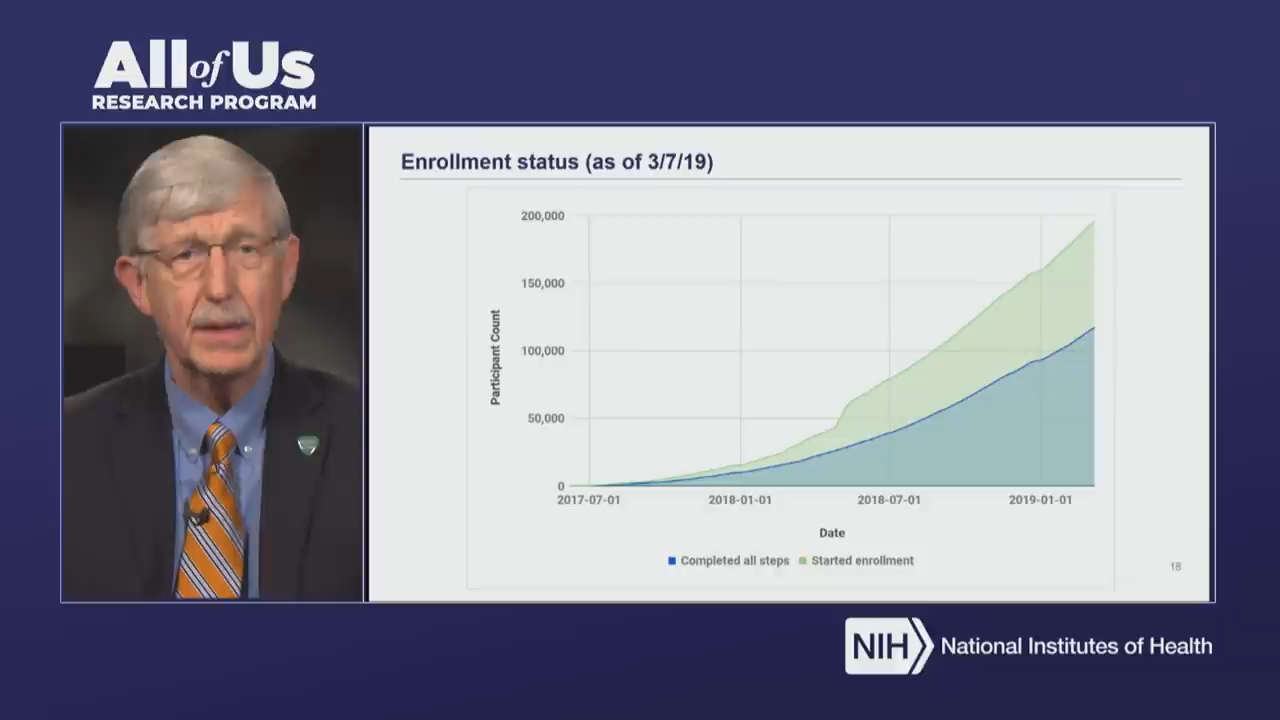 All of Us
RESEARCH PROGRAM
Enrollment status (as of 3/7/19)
200,000
150,000
100,000
50,000
0
Participant Count
2017-07-01 2018-01-01 2018-07-01 2019-01-01
Date
Completed all steps Started enrollment
18
NIH National Institutes of Health